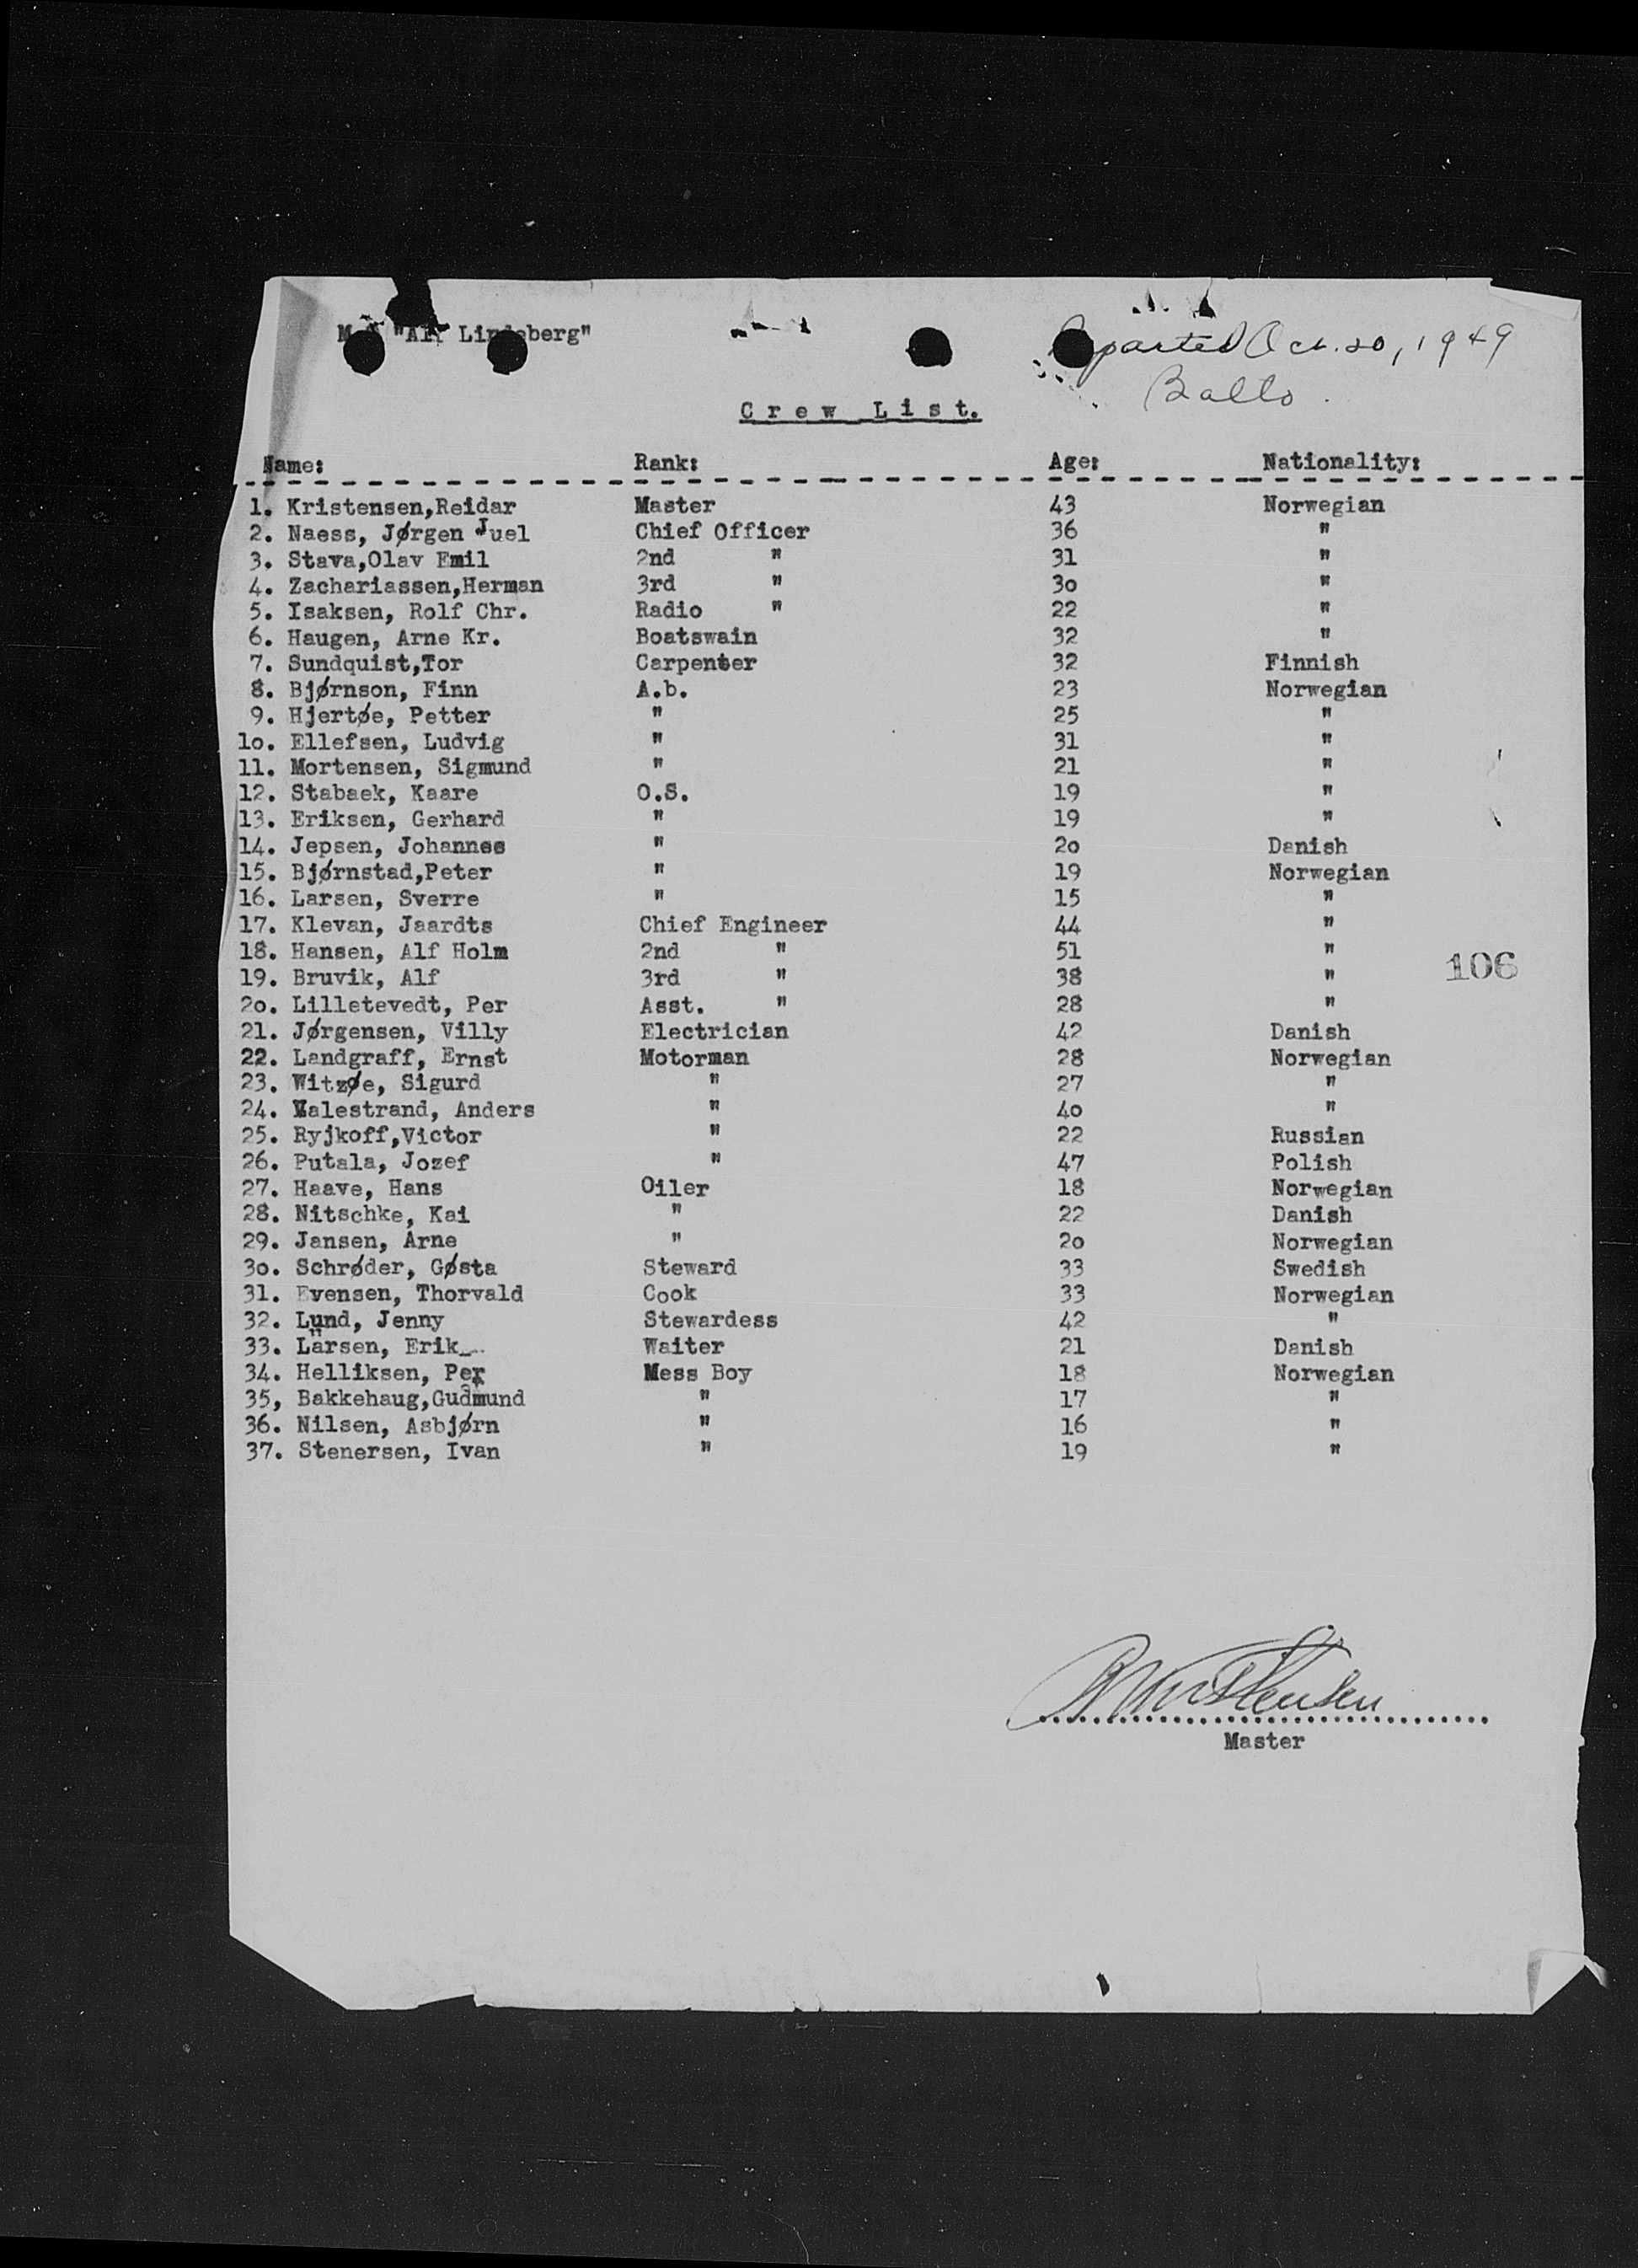 "Alf Lindeberg"
parted Oct. 20, 1949
Balto.
Crew List.
Name: Rank: Age: Nationality:
1. Kristensen,Reidar Master 43 Norwegian
2. Naess, Jørgen Juel Chief Officer 36 "
3. Stava,Olav Emil 2nd " 31 "
4. Zachariassen,Herman 3rd " 3o "
5. Isaksen, Rolf Chr. Radio " 22 "
6. Haugen, Arne Kr. Boatswain 32 "
7. Sundquist,Tor Carpenter 32 Finnish
8. Bjørnson, Finn A.b. 23 Norwegian
9. Hjertøe, Petter " 25 "
1o. Ellefsen, Ludvig " 31 "
11. Mortensen, Sigmund " 21 "
12. Stabaek, Kaare O.S. 19 "
13. Eriksen, Gerhard " 19 "
14. Jepsen, Johannes " 2o Danish
15. Bjørnstad,Peter " 19 Norwegian
16. Larsen, Sverre " 15 "
17. Klevan, Jaardts Chief Engineer 44 "
18. Hansen, Alf Holm 2nd " 51 "
19. Bruvik, Alf 3rd " 38 " 106
2o. Lilletevedt, Per Asst. " 28 "
21. Jørgensen, Villy Electrician 42 Danish
22. Landgraff, Ernst Motorman 28 Norwegian
23. Witzøe, Sigurd " 27 "
24. Valestrand, Anders " 4o "
25. Ryjkoff,Victor " 22 Russian
26. Putala, Jozef " 47 Polish
27. Haave, Hans Oiler 18 Norwegian
28. Nitschke, Kai " 22 Danish
29. Jansen, Arne " 2o Norwegian
3o. Schrøder, Gøsta Steward 33 Swedish
31. Evensen, Thorvald Cook 33 Norwegian
32. Lund, Jenny Stewardess 42 "
33. Larsen, Erik Waiter 21 Danish
34. Helliksen, Per Mess Boy 18 Norwegian
35, Bakkehaug,Gudmund " 17 "
36. Nilsen, Asbjørn " 16 "
37. Stenersen, Ivan " 19 "
R Kristensen
Master